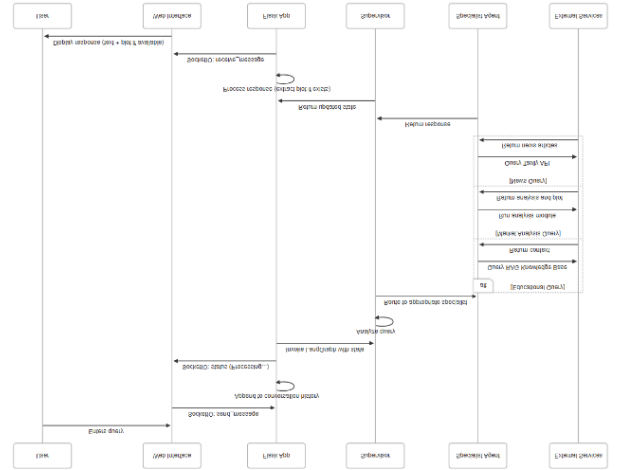 User
Web Interface
Flask App
Supervisor
Specialist Agent
External Services
Enters query
SocketIO: send_message
Append to conversation history
SocketIO: status (Processing...)
Invoke LangGraph with state
Analyze query
Route to appropriate specialist
alt
[Educational Query]
Query RAG Knowledge Base
Return context
[Market Analysis Query]
Run analysis module
Return analysis and plot
[News Query]
Query Tavily API
Return news articles
Return response
Return updated state
Process response (extract plot if exists)
SocketIO: receive_message
Display response (text + plot if available)
User
Web Interface
Flask App
Supervisor
Specialist Agent
External Services